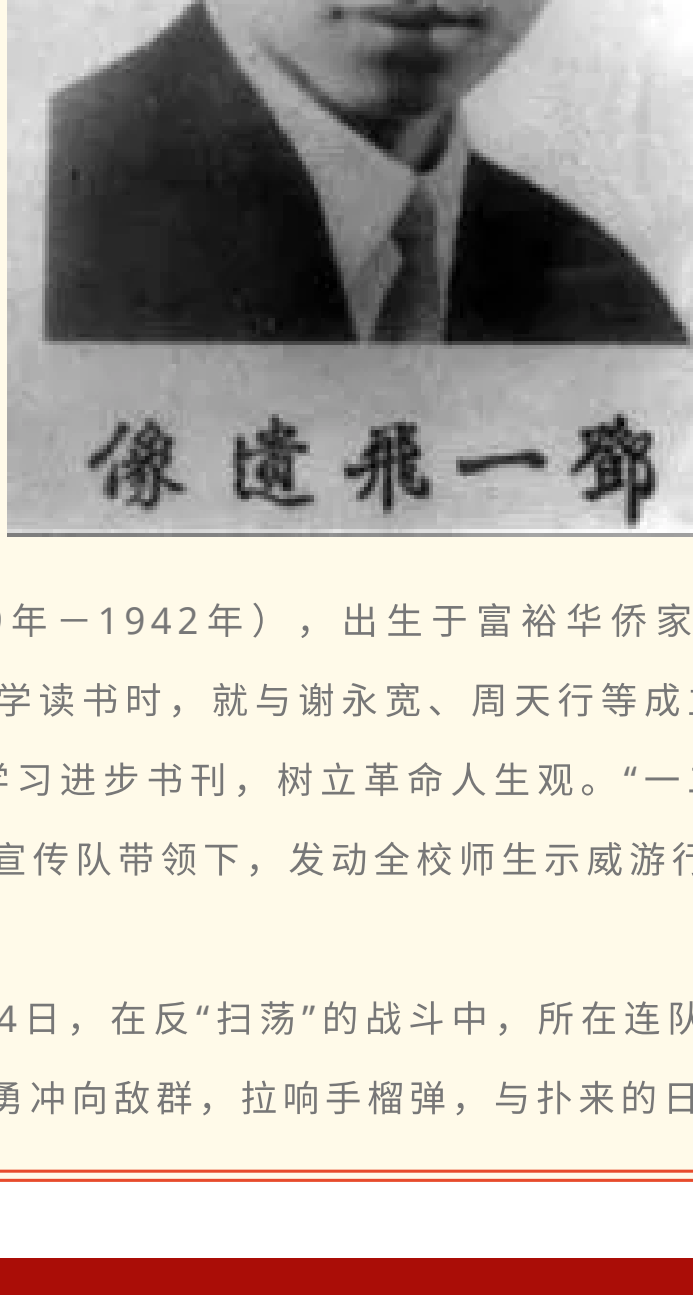 鄧一飛遺像
年－1942年），出生于富裕华侨家
学读书时，就与谢永宽、周天行等成
学习进步书刊，树立革命人生观。“一
宣传队带领下，发动全校师生示威游行
4日，在反“扫荡”的战斗中，所在连队
勇冲向敌群，拉响手榴弹，与扑来的日